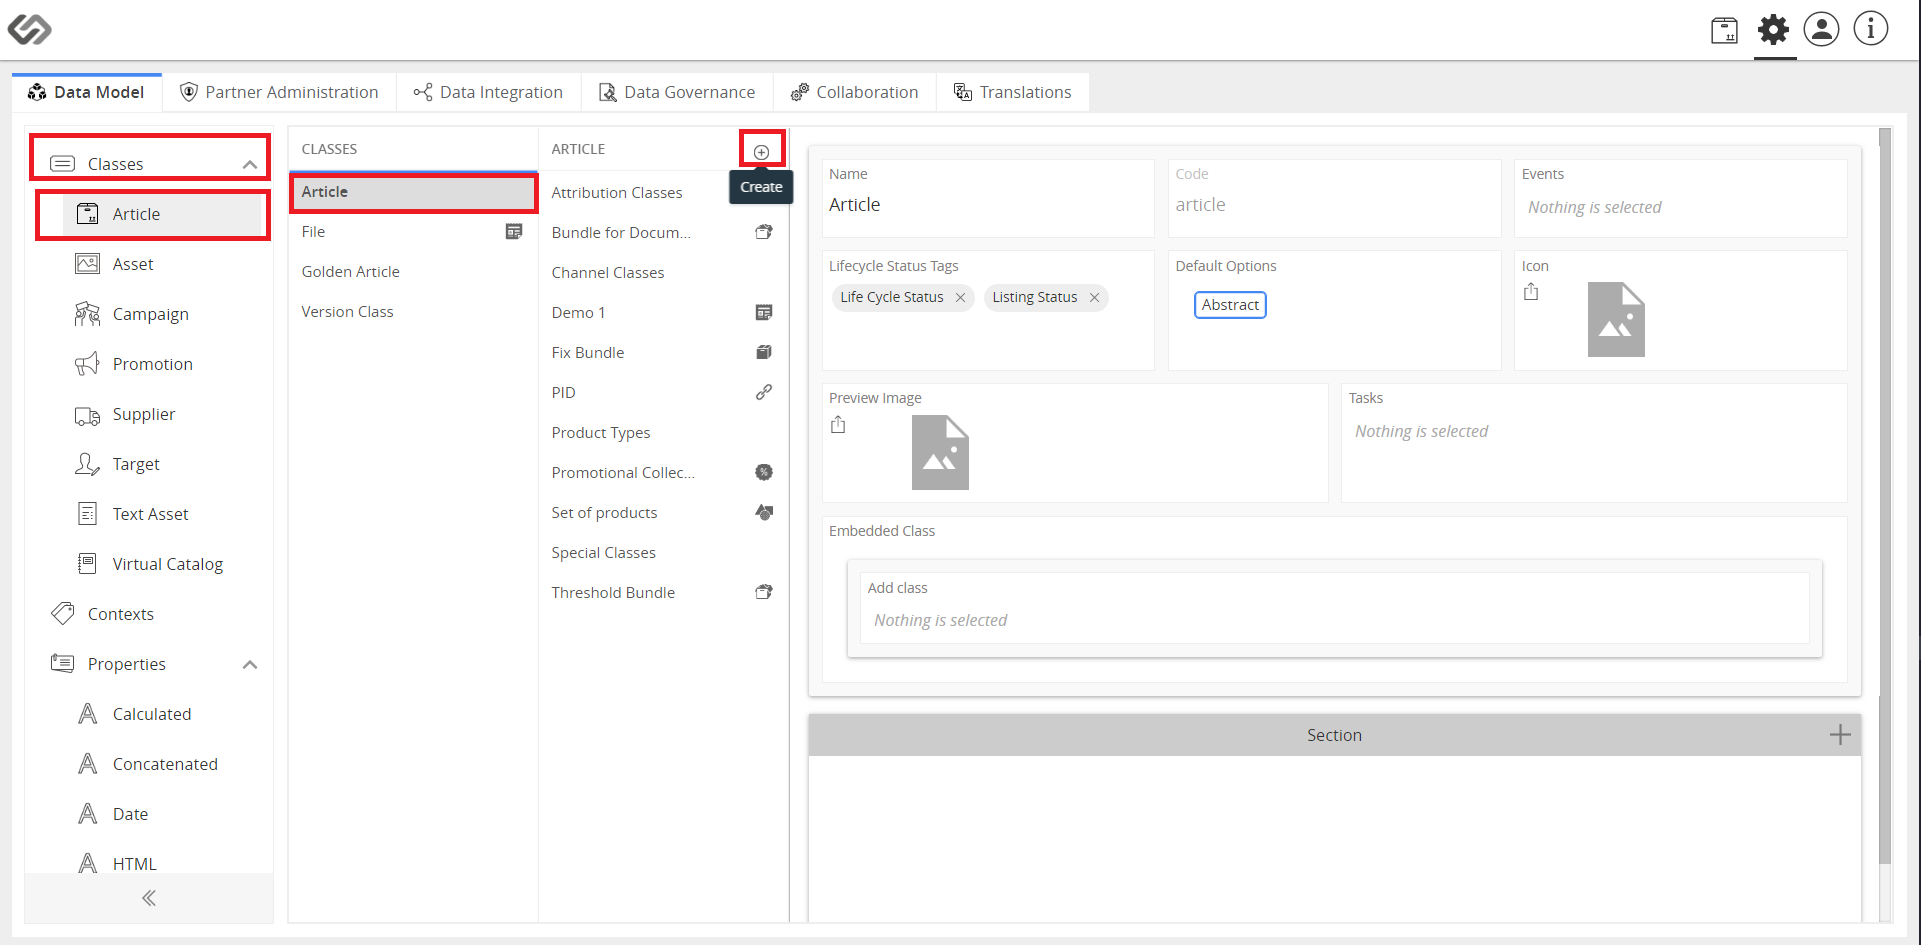 Data Model
Partner Administration
Data Integration
Data Governance
Collaboration
Translations
Classes
Article
Asset
Campaign
Promotion
Supplier
Target
Text Asset
Virtual Catalog
Contexts
Properties
Calculated
Concatenated
Date
HTML
CLASSES
Article
File
Golden Article
Version Class
ARTICLE
Create
Attribution Classes
Bundle for Docum...
Channel Classes
Demo 1
Fix Bundle
PID
Product Types
Promotional Collec...
Set of products
Special Classes
Threshold Bundle
Name
Article
Code
article
Events
Nothing is selected
Lifecycle Status Tags
Life Cycle Status
Listing Status
Default Options
Abstract
Icon
Preview Image
Tasks
Nothing is selected
Embedded Class
Add class
Nothing is selected
Section